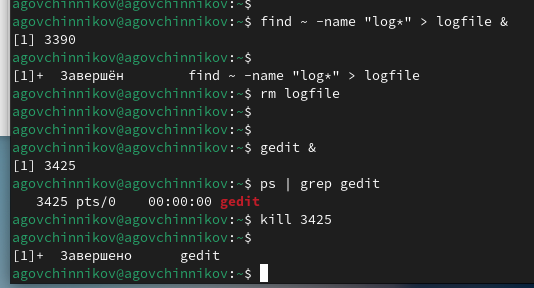 agovchinnikov@agovchinnikov:~$
agovchinnikov@agovchinnikov:~$ find ~ -name "log*" > logfile &
[1] 3390
agovchinnikov@agovchinnikov:~$
[1]+  Завершён        find ~ -name "log*" > logfile
agovchinnikov@agovchinnikov:~$ rm logfile
agovchinnikov@agovchinnikov:~$
agovchinnikov@agovchinnikov:~$
agovchinnikov@agovchinnikov:~$ gedit &
[1] 3425
agovchinnikov@agovchinnikov:~$ ps | grep gedit
   3425 pts/0    00:00:00 gedit
agovchinnikov@agovchinnikov:~$ kill 3425
agovchinnikov@agovchinnikov:~$
[1]+  Завершено      gedit
agovchinnikov@agovchinnikov:~$